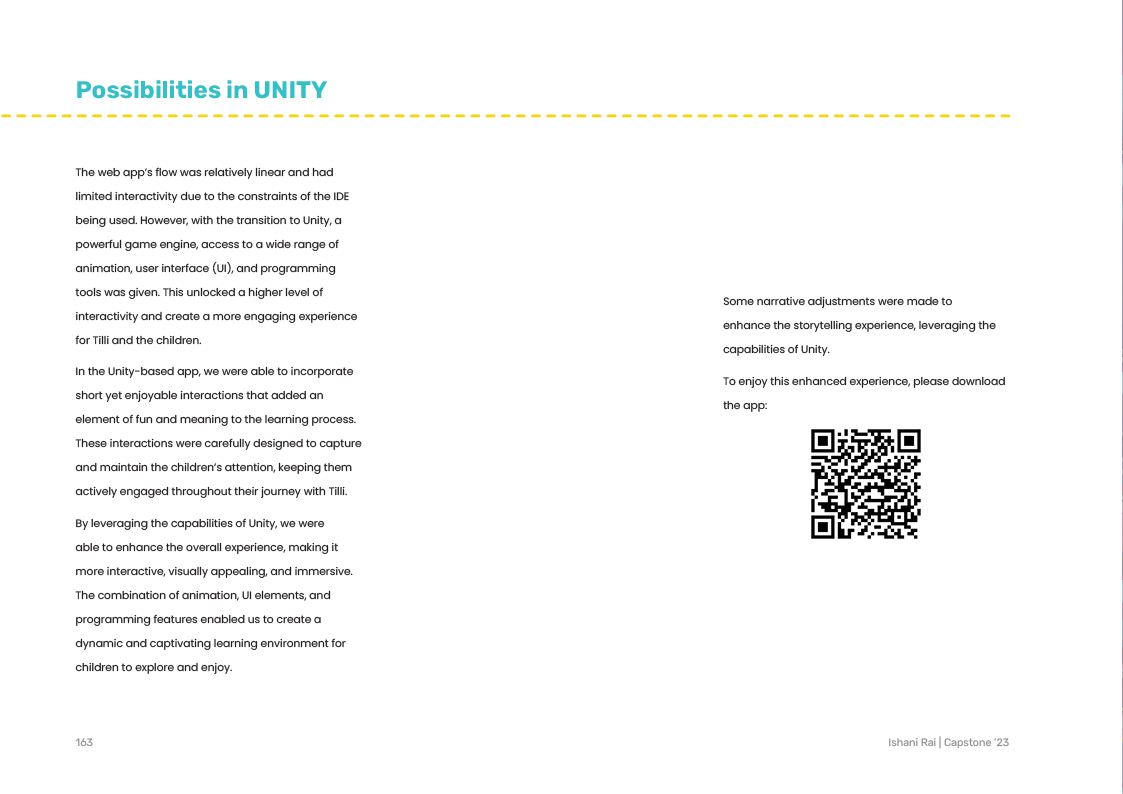 Possibilities in UNITY
The web app's flow was relatively linear and had
limited interactivity due to the constraints of the IDE
being used. However, with the transition to Unity, a
powerful game engine, access to a wide range of
animation, user interface (UI), and programming
tools was given. This unlocked a higher level of
interactivity and create a more engaging experience
for Tilli and the children.
In the Unity-based app, we were able to incorporate
short yet enjoyable interactions that added an
element of fun and meaning to the learning process.
These interactions were carefully designed to capture
and maintain the children's attention, keeping them
actively engaged throughout their journey with Tilli.
By leveraging the capabilities of Unity, we were
able to enhance the overall experience, making it
more interactive, visually appealing, and immersive.
The combination of animation, UI elements, and
programming features enabled us to create a
dynamic and captivating learning environment for
children to explore and enjoy.
Some narrative adjustments were made to
enhance the storytelling experience, leveraging the
capabilities of Unity.
To enjoy this enhanced experience, please download
the app:
163
Ishani Rai | Capstone '23